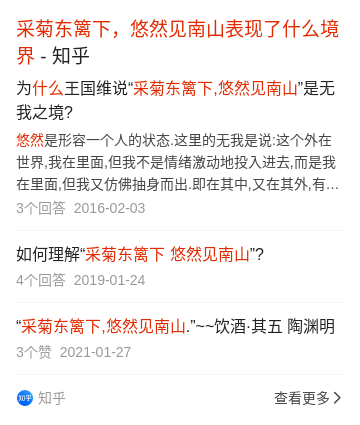 采菊东篱下，悠然见南山表现了什么境
界 - 知乎
为什么王国维说“采菊东篱下,悠然见南山”是无
我之境?
悠然是形容一个人的状态.这里的无我是说:这个外在
世界,我在里面,但我不是情绪激动地投入进去,而是我
在里面,但我又仿佛抽身而出.即在其中,又在其外,有...
3个回答 2016-02-03
如何理解“采菊东篱下 悠然见南山”?
4个回答 2019-01-24
“采菊东篱下,悠然见南山.”~~饮酒·其五 陶渊明
3个赞 2021-01-27
知乎 知乎 查看更多